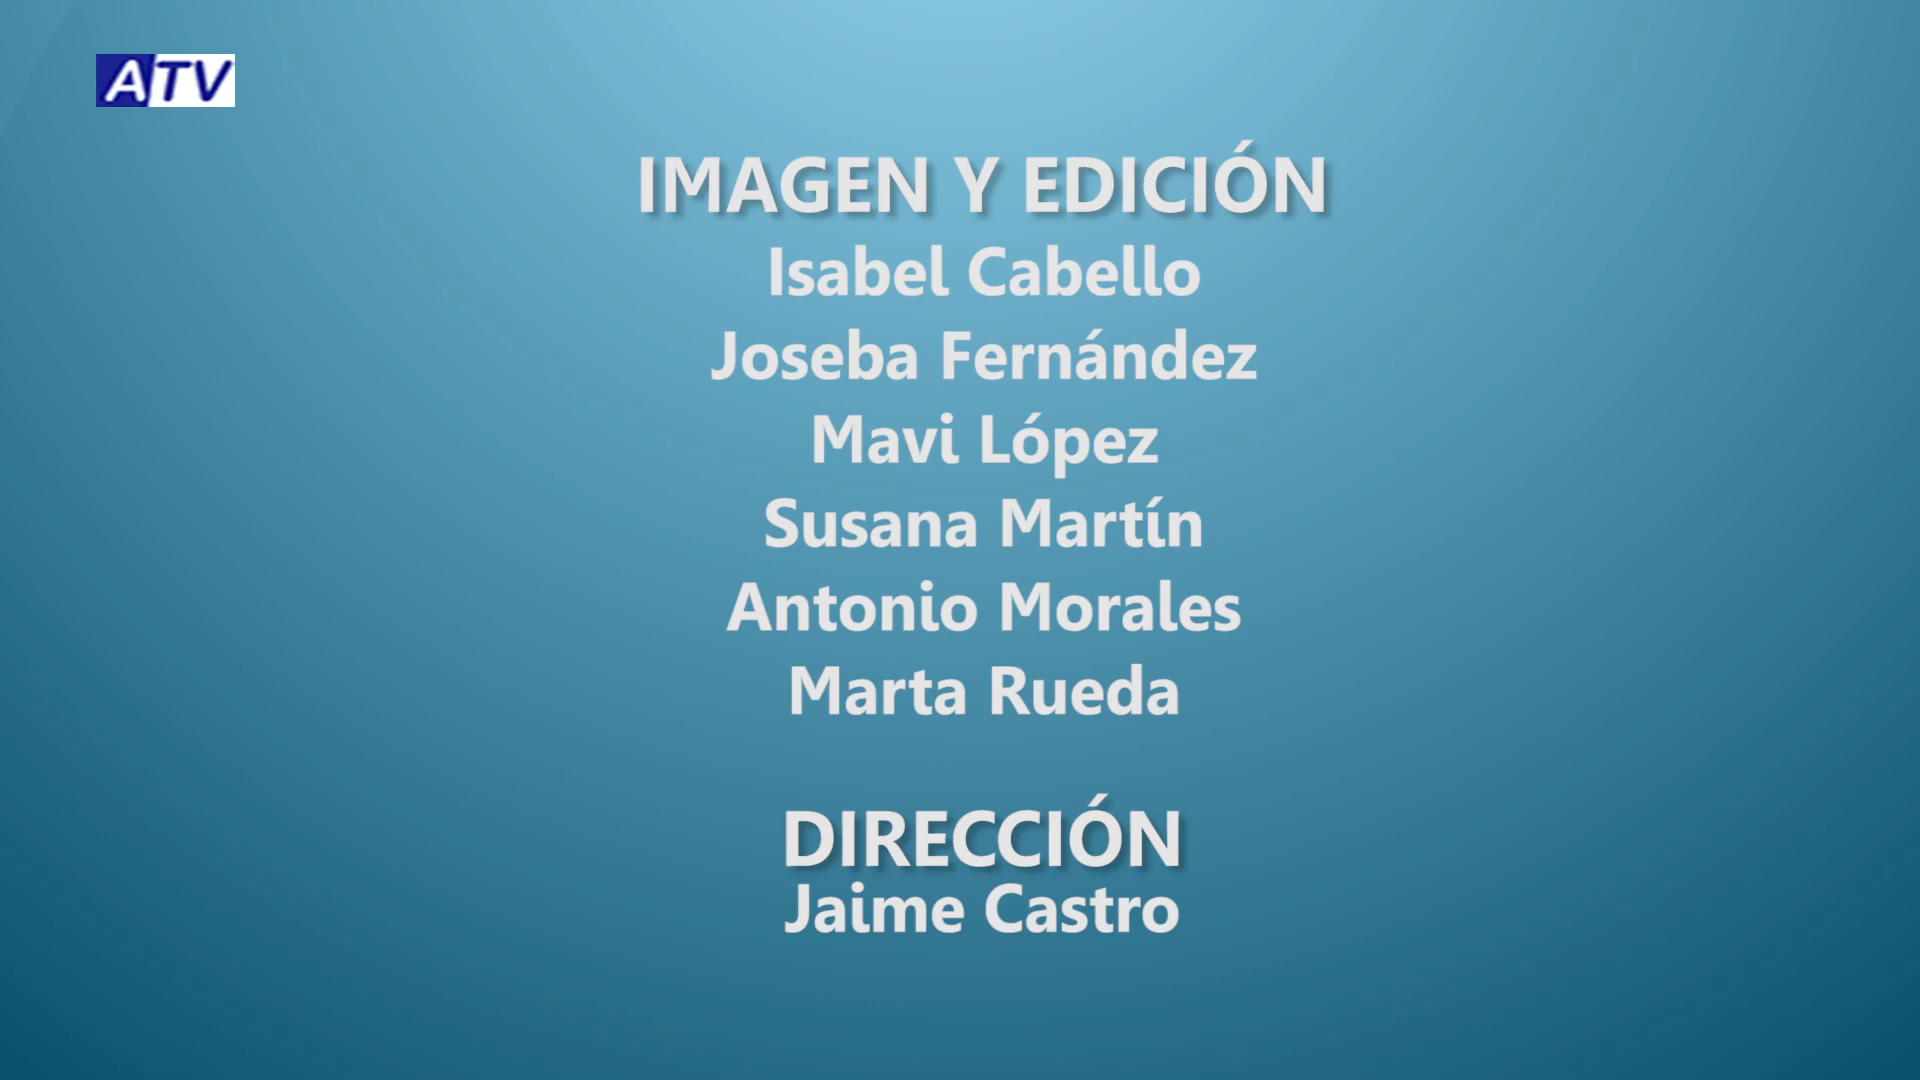 ATV
IMAGEN Y EDICIÓN
Isabel Cabello
Joseba Fernández
Mavi López
Susana Martín
Antonio Morales
Marta Rueda
DIRECCIÓN
Jaime Castro